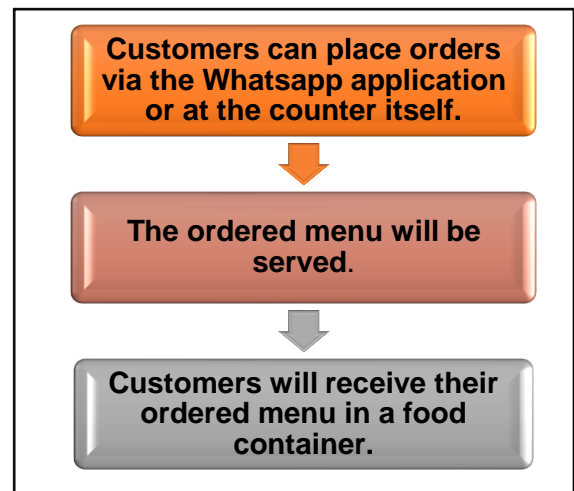 Customers can place orders
via the Whatsapp application
or at the counter itself.
The ordered menu will be
served.
Customers will receive their
ordered menu in a food
container.